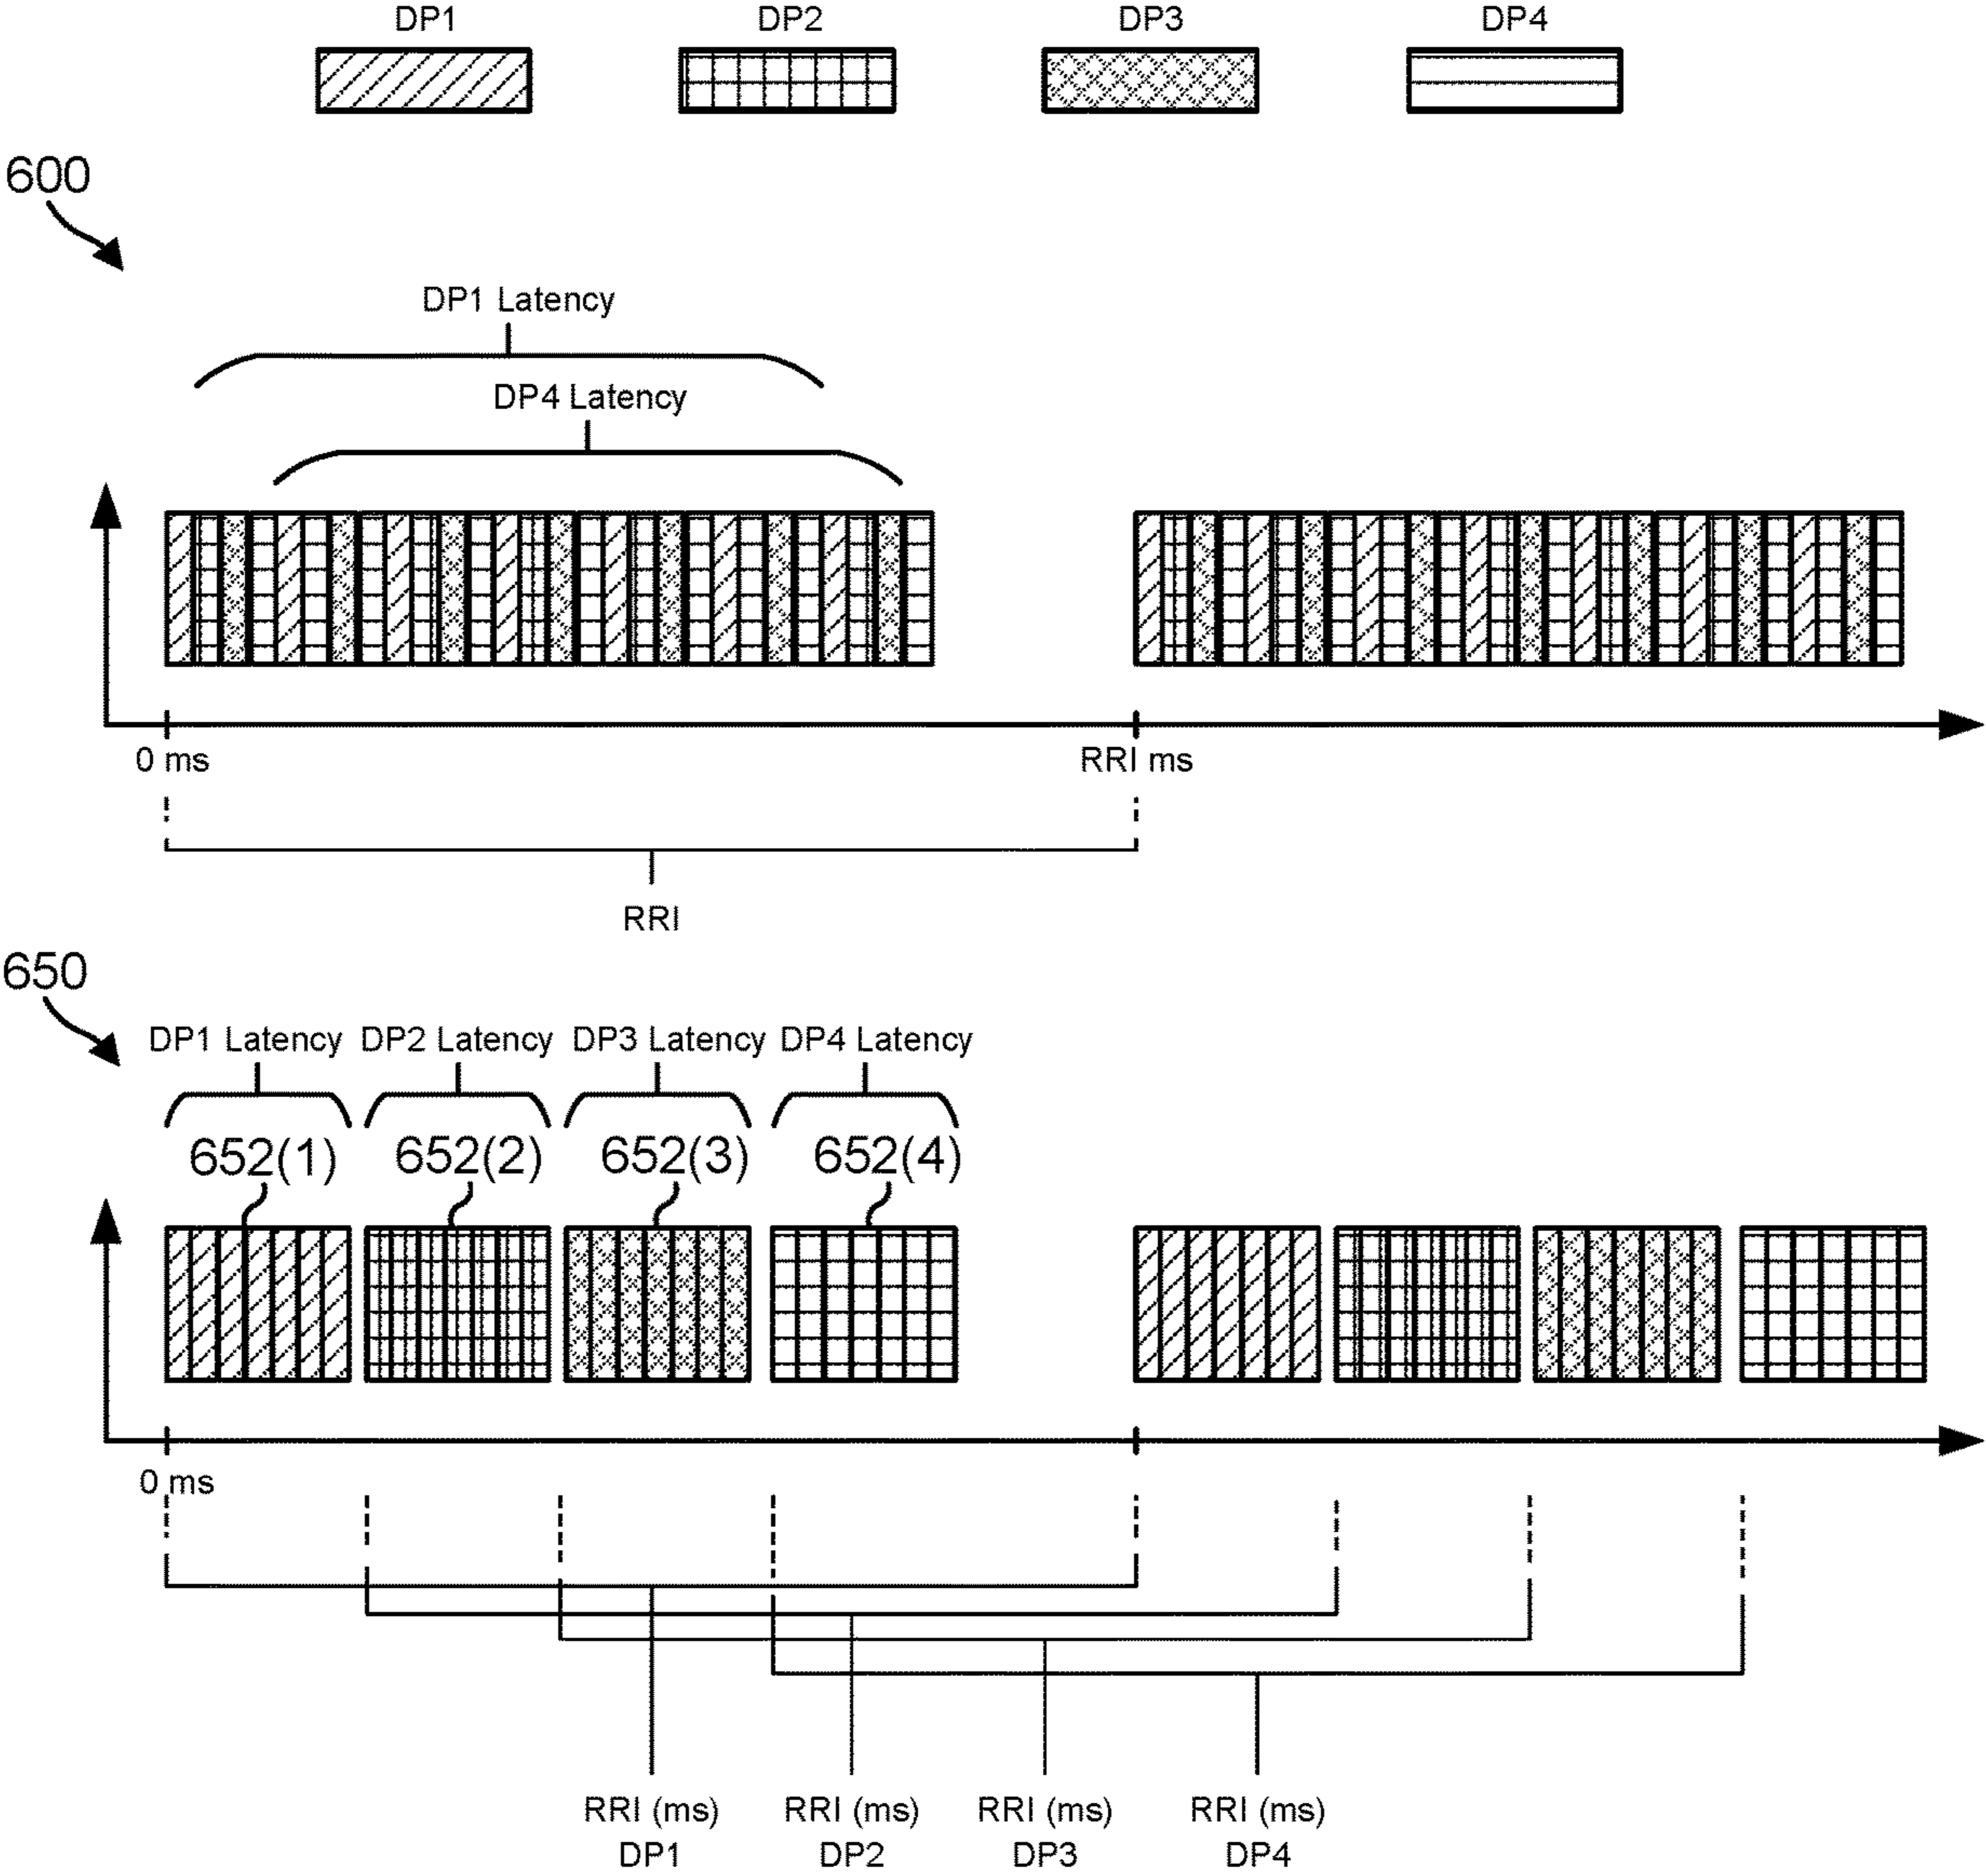 DP1 DP2 DP3 DP4
600
DP1 Latency
DP4 Latency
0 ms RRI ms
RRI
650
DP1 Latency DP2 Latency DP3 Latency DP4 Latency
652(1) 652(2) 652(3) 652(4)
0 ms
RRI (ms) RRI (ms) RRI (ms) RRI (ms)
DP1 DP2 DP3 DP4